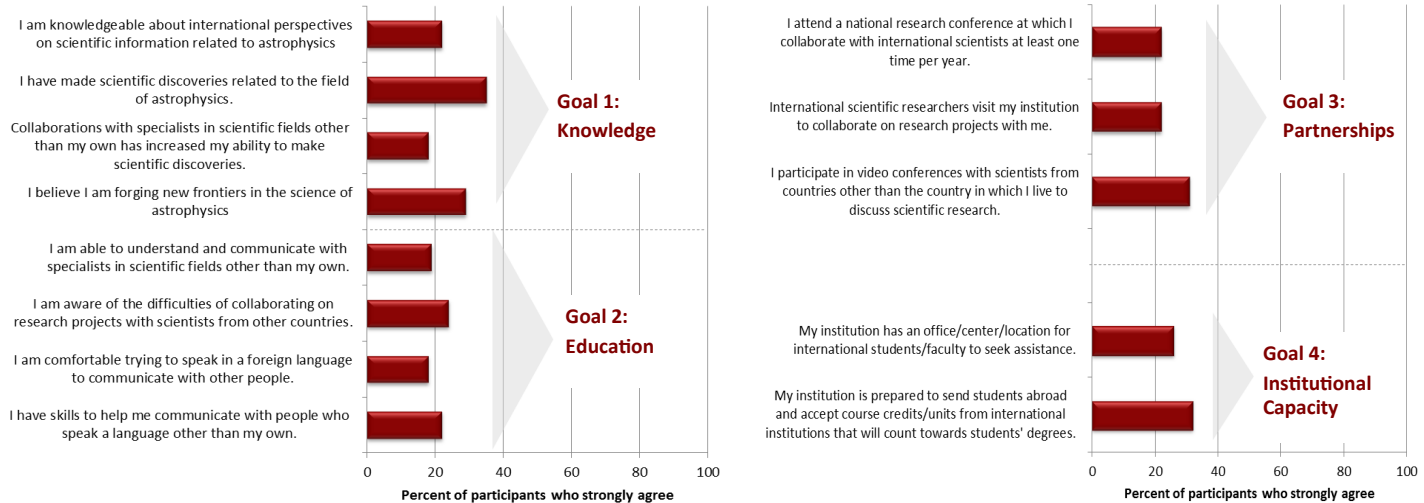 I am knowledgeable about international perspectives
on scientific information related to astrophysics
I have made scientific discoveries related to the field
of astrophysics.
Collaborations with specialists in scientific fields other
than my own has increased my ability to make
scientific discoveries.
I believe I am forging new frontiers in the science of
astrophysics
Goal 1:
Knowledge
I am able to understand and communicate with
specialists in scientific fields other than my own.
I am aware of the difficulties of collaborating on
research projects with scientists from other countries.
I am comfortable trying to speak in a foreign language
to communicate with other people.
I have skills to help me communicate with people who
speak a language other than my own.
Goal 2:
Education
0 20 40 60 80 100
Percent of participants who strongly agree
I attend a national research conference at which I
collaborate with international scientists at least one
time per year.
International scientific researchers visit my institution
to collaborate on research projects with me.
I participate in video conferences with scientists from
countries other than the country in which I live to
discuss scientific research.
Goal 3:
Partnerships
My institution has an office/center/location for
international students/faculty to seek assistance.
My institution is prepared to send students abroad
and accept course credits/units from international
institutions that will count towards students' degrees.
Goal 4:
Institutional
Capacity
0 20 40 60 80 100
Percent of participants who strongly agree